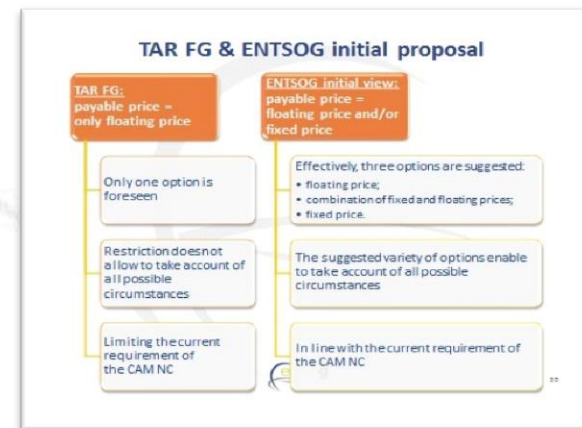 TAR FG & ENTSOG initial proposal
TAR FG:
payable price =
only floating price
ENTSOG initial view:
payable price =
floating price and/or
fixed price
Only one option is
foreseen
Effectively, three options are suggested:
• floating price;
• combination of fixed and floating prices;
• fixed price.
Restriction does not
allow to take account of
all possible
circumstances
The suggested variety of options enable
to take account of all possible
circumstances
Limiting the current
requirement of
the CAM NC
In line with the current requirement of
the CAM NC